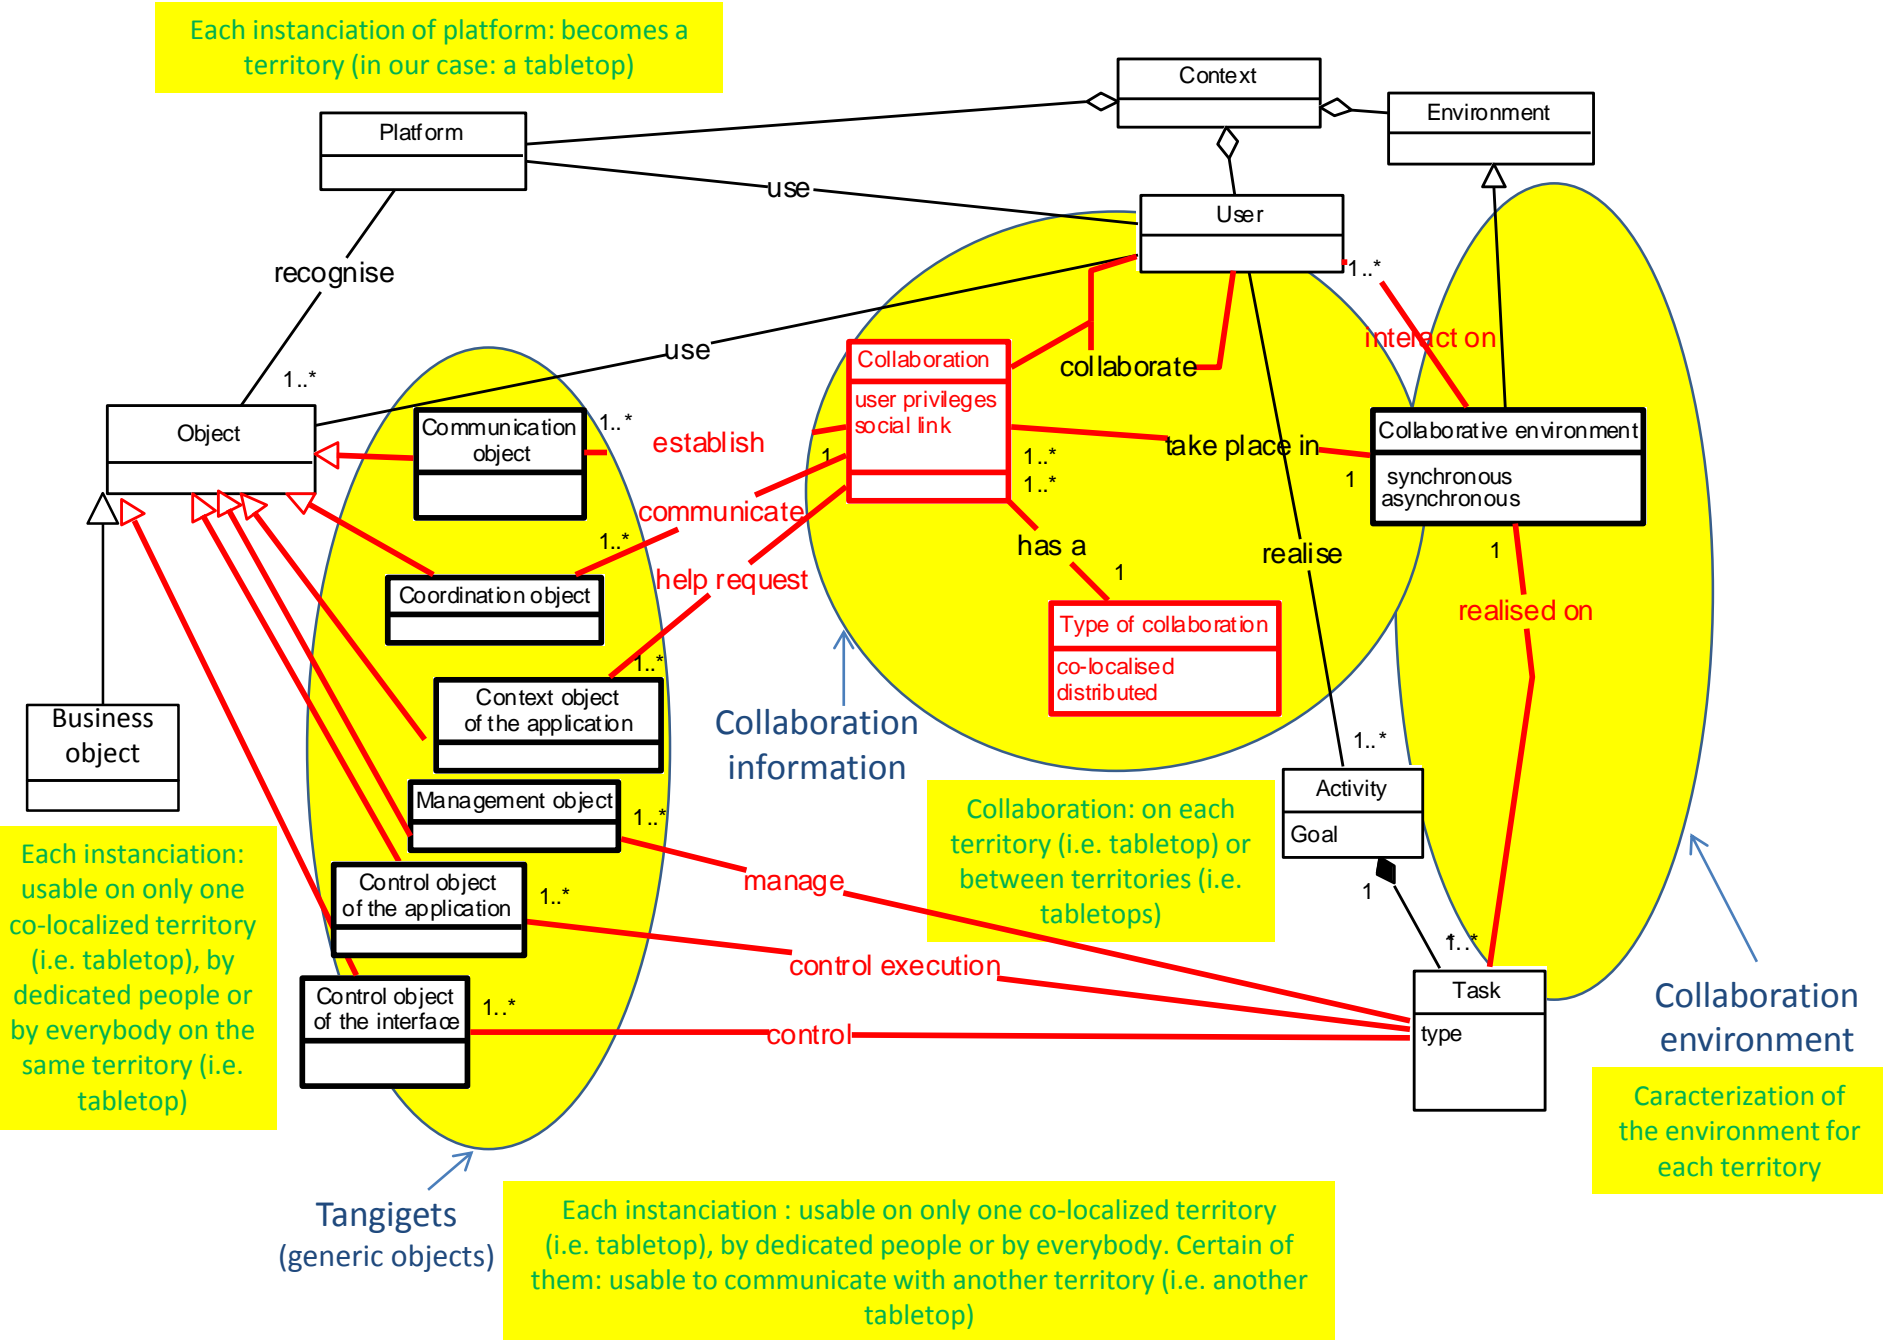 Each instanciation of platform: becomes a
territory (in our case: a tabletop)
Context
Environment
Platform
use
User
recognise
1..*
interact on
use
collaborate
1..*
Object
Communication
object
1..*
establish
Collaboration
user privileges
social link
1
1..*
1..*
take place in
1
Collaborative environment
synchronous
asynchronous
1
communicate
1..*
help request
has a
1
realise
realised on
Coordination object
Type of collaboration
co-localised
distributed
1..*
Context object
of the application
Business
object
Collaboration
information
1..*
Management object
1..*
Activity
Goal
1
Collaboration: on each
territory (i.e. tabletop) or
between territories (i.e.
tabletops)
Each instanciation:
usable on only one
co-localized territory
(i.e. tabletop), by
dedicated people or
by everybody on the
same territory (i.e.
tabletop)
manage
Control object
of the application
1..*
control execution
1..*
Task
type
Control object
of the interface
1..*
control
Collaboration
environment
Caracterization of
the environment for
each territory
Tangigets
(generic objects)
Each instanciation : usable on only one co-localized territory
(i.e. tabletop), by dedicated people or by everybody. Certain of
them: usable to communicate with another territory (i.e. another
tabletop)